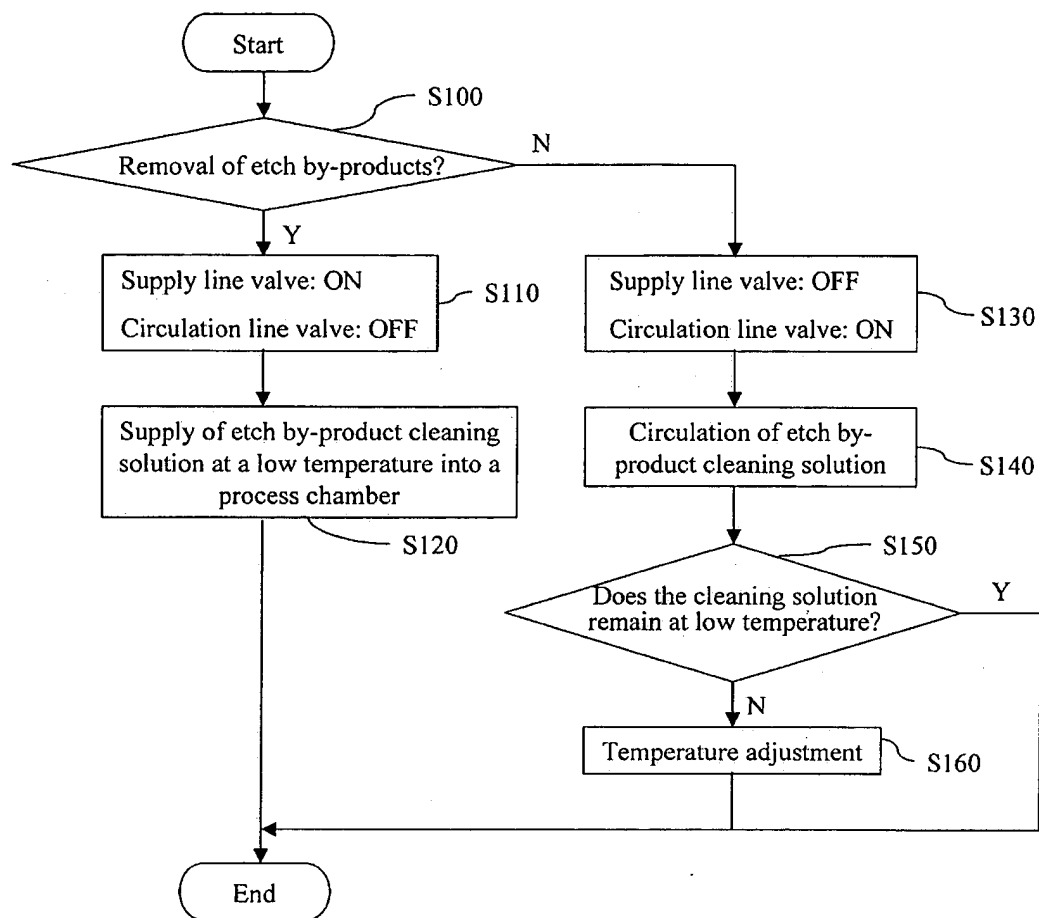 Start
S100
Removal of etch by-products?
N
Y
Supply line valve: ON
Circulation line valve: OFF
S110
Supply line valve: OFF
Circulation line valve: ON
S130
Supply of etch by-product cleaning
solution at a low temperature into a
process chamber
S120
Circulation of etch by-
product cleaning solution
S140
S150
Does the cleaning solution
remain at low temperature?
Y
N
Temperature adjustment
S160
End